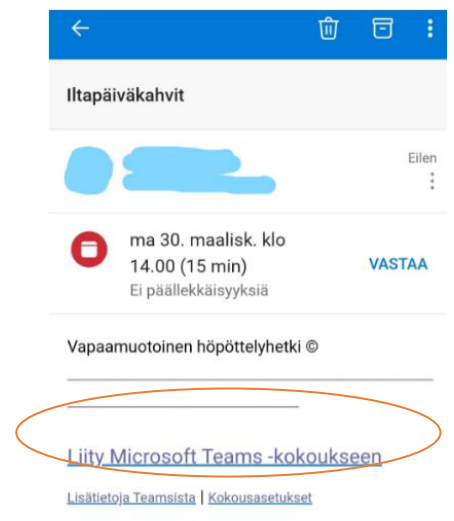 Iltapäiväkahvit
Eilen
ma 30. maalisk. klo
14.00 (15 min)
VASTAA
Ei päällekkäisyyksiä
Vapaamuotoinen höpöttelyhetki ©
Liity Microsoft Teams -kokoukseen
Lisätietoja Teamsista | Kokousasetukset